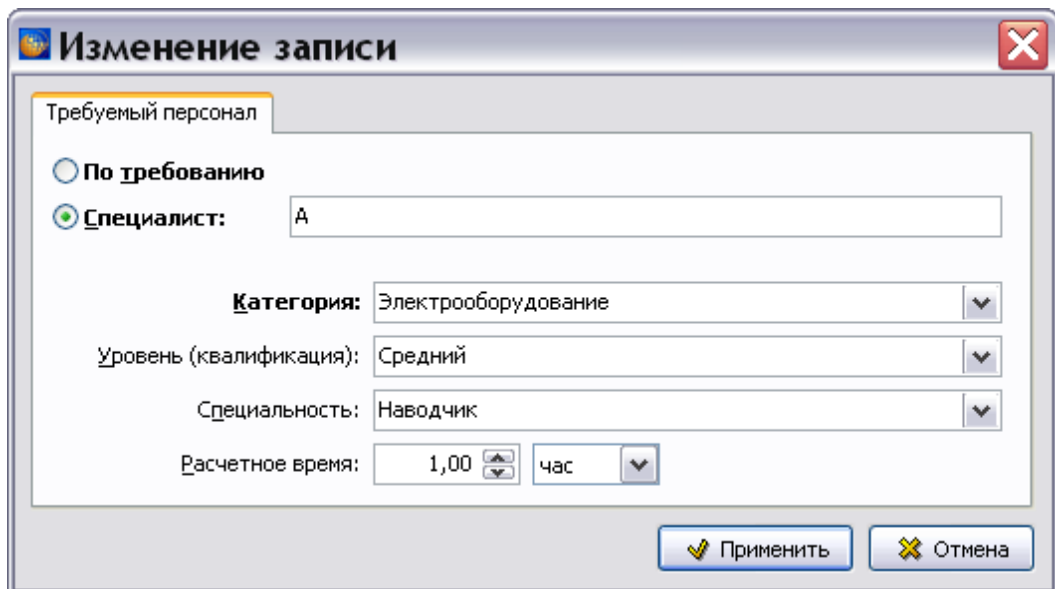 Изменение записи
Требуемый персонал
По требованию
Специалист: А
Категория: Электрооборудование
Уровень (квалификация): Средний
Специальность: Наводчик
Расчетное время: 1,00 час
Применить Отмена